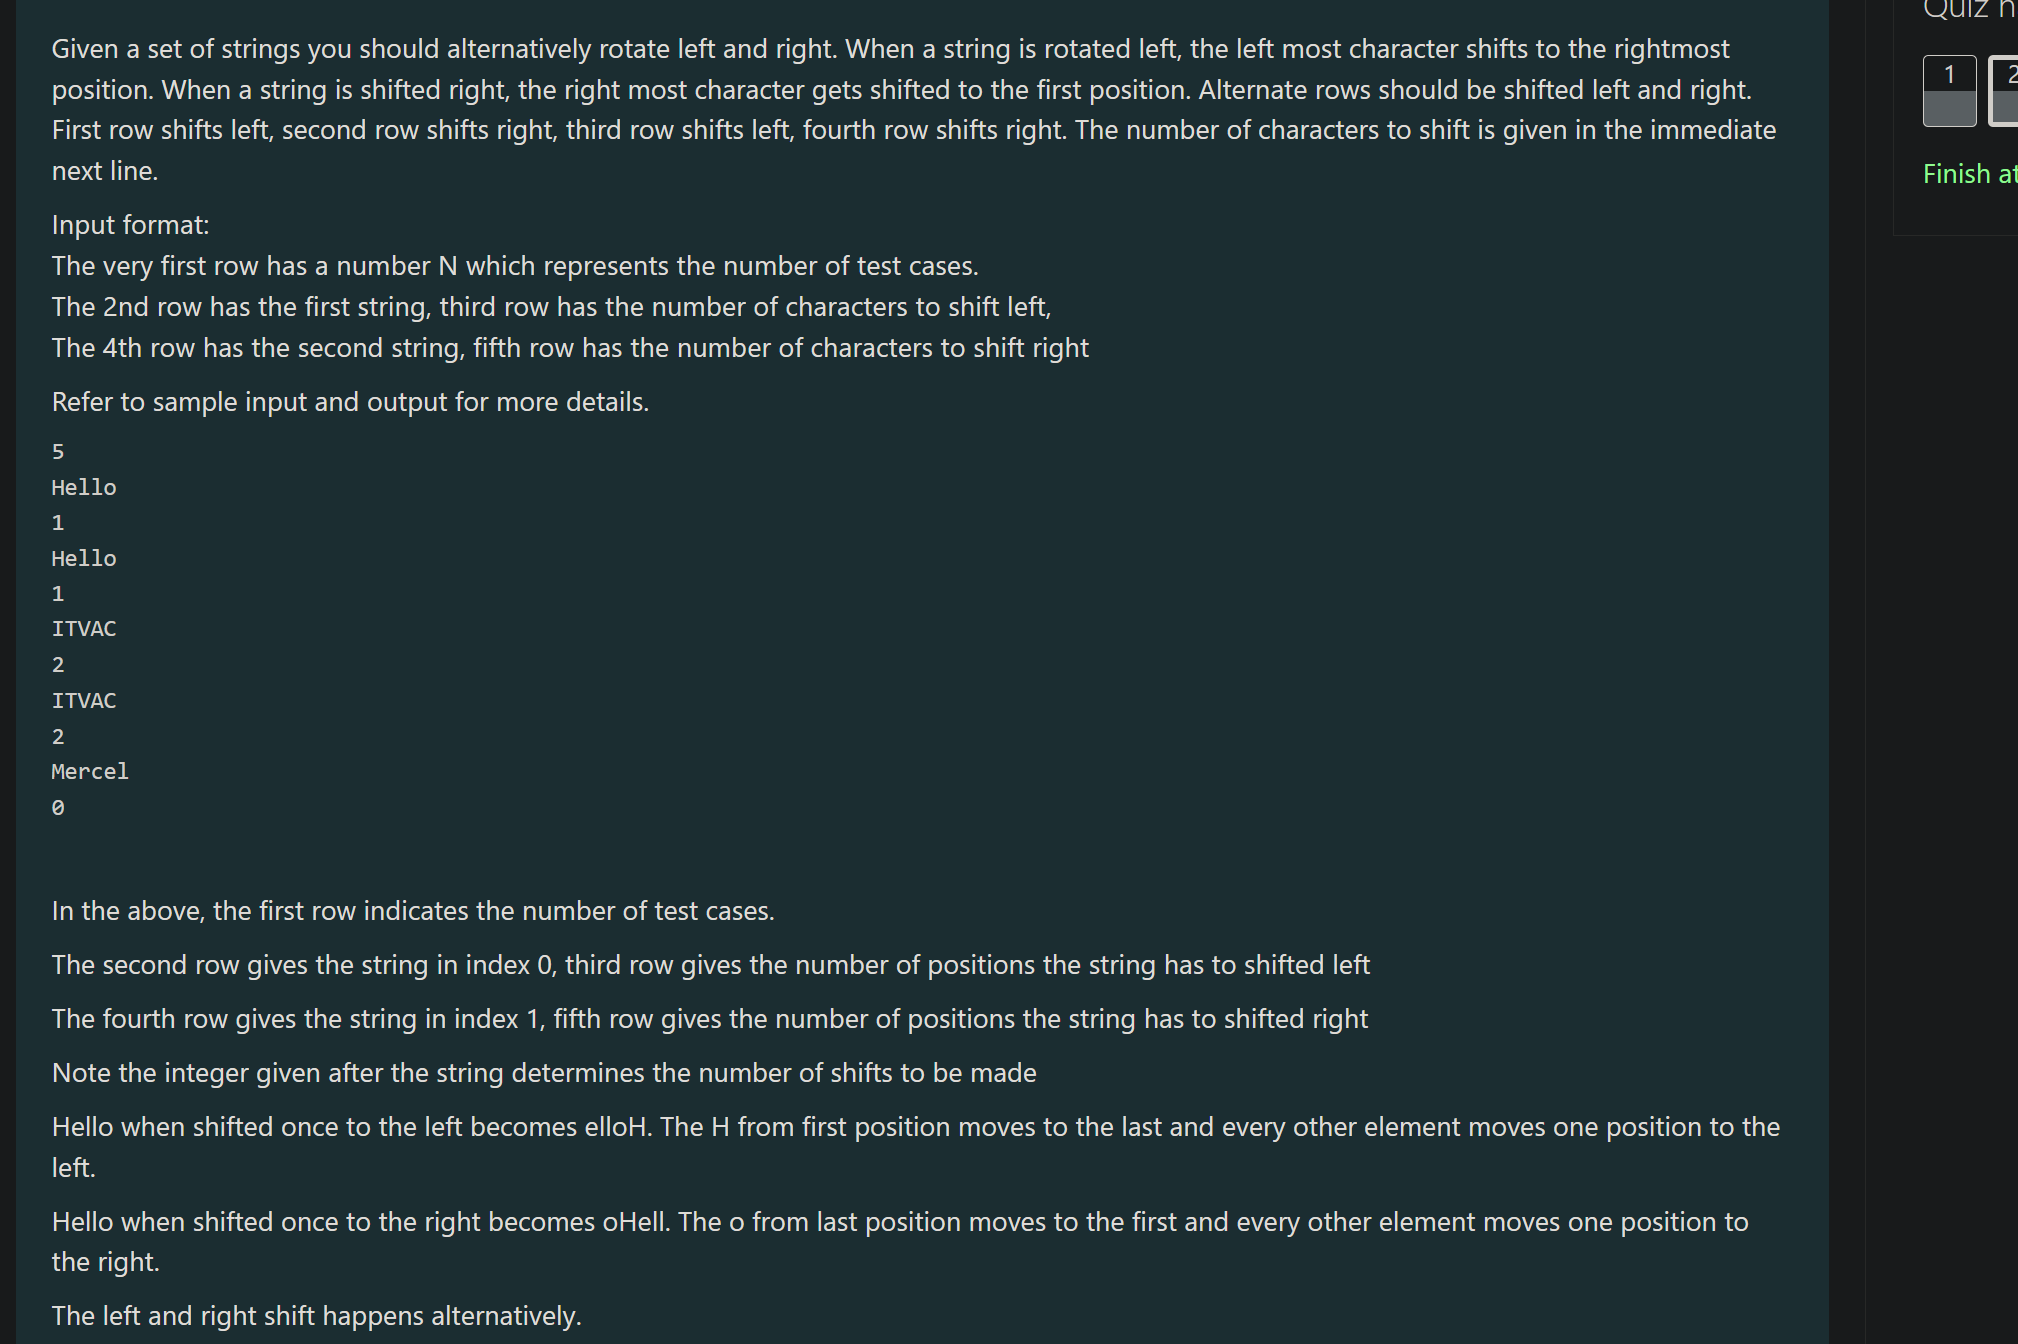 Given a set of strings you should alternatively rotate left and right. When a string is rotated left, the left most character shifts to the rightmost
position. When a string is shifted right, the right most character gets shifted to the first position. Alternate rows should be shifted left and right.
First row shifts left, second row shifts right, third row shifts left, fourth row shifts right. The number of characters to shift is given in the immediate
next line.
Input format:
The very first row has a number N which represents the number of test cases.
The 2nd row has the first string, third row has the number of characters to shift left,
The 4th row has the second string, fifth row has the number of characters to shift right
Refer to sample input and output for more details.
5
Hello
1
Hello
1
ITVAC
2
ITVAC
2
Mercel
0
In the above, the first row indicates the number of test cases.
The second row gives the string in index 0, third row gives the number of positions the string has to shifted left
The fourth row gives the string in index 1, fifth row gives the number of positions the string has to shifted right
Note the integer given after the string determines the number of shifts to be made
Hello when shifted once to the left becomes elloH. The H from first position moves to the last and every other element moves one position to the
left.
Hello when shifted once to the right becomes oHell. The o from last position moves to the first and every other element moves one position to
the right.
The left and right shift happens alternatively.
Quiz n
1 2
Finish at